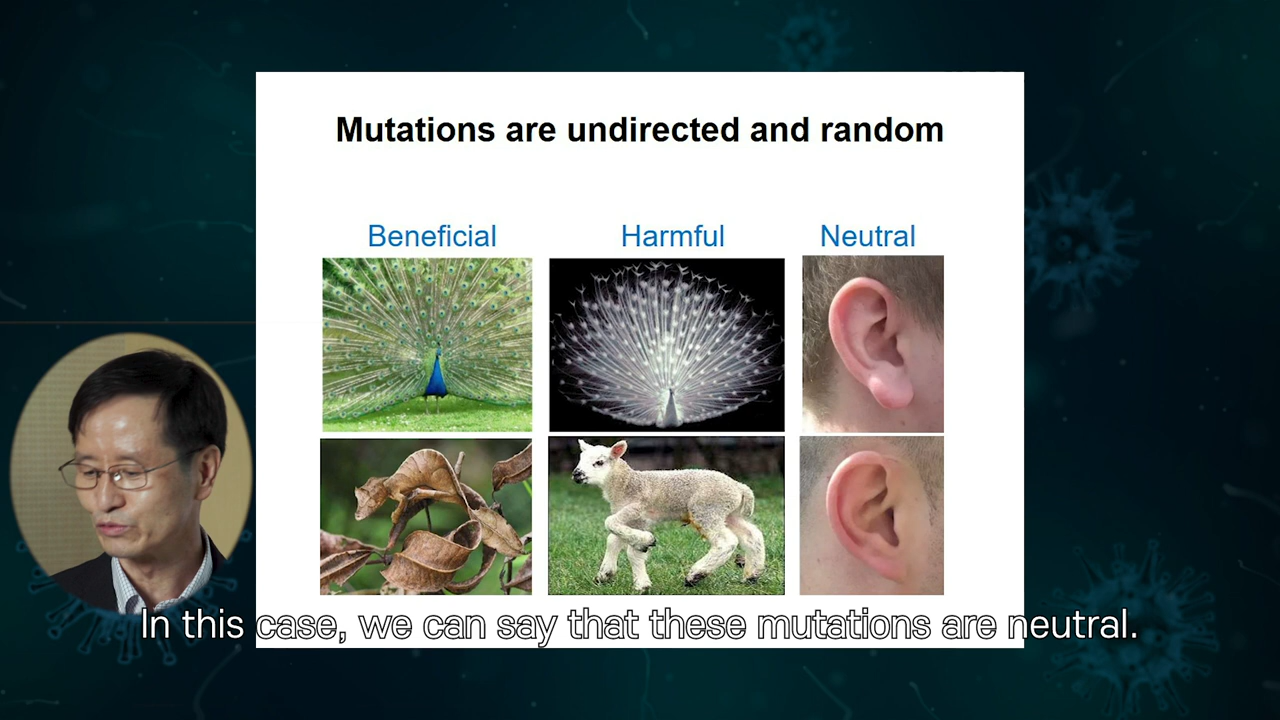 Mutations are undirected and random
Beneficial Harmful Neutral
In this case, we can say that these mutations are neutral.